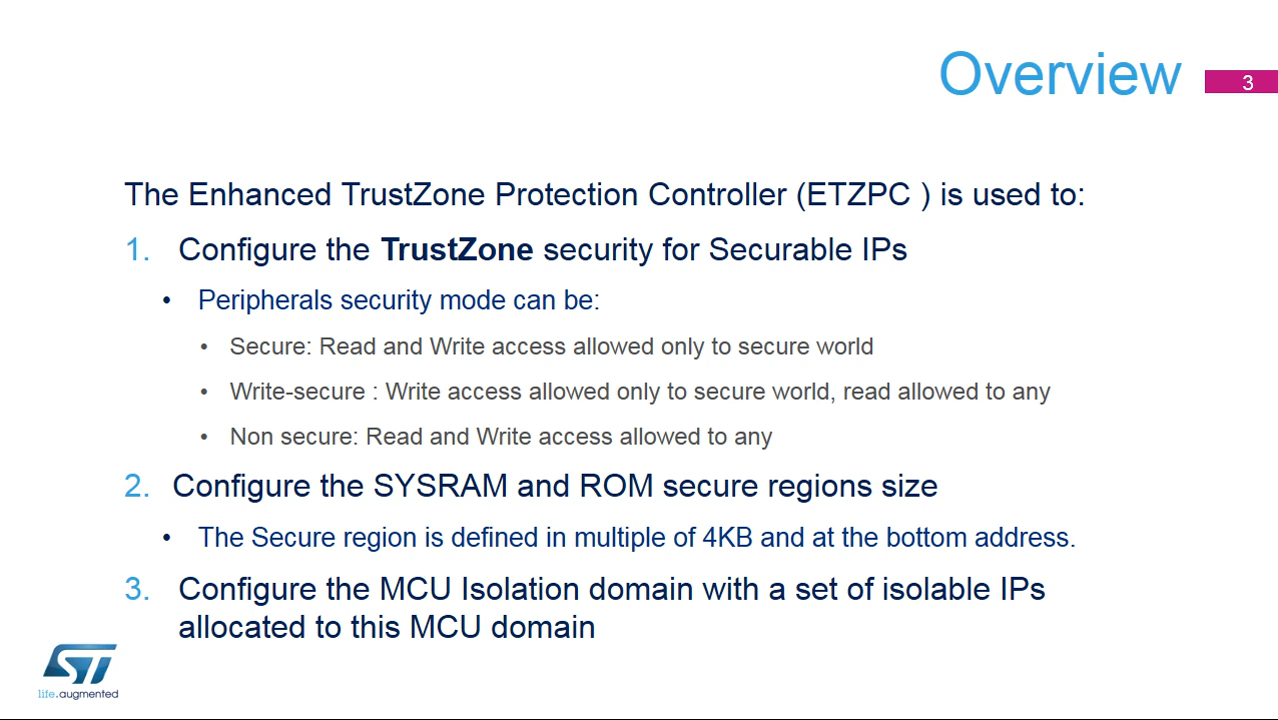 Overview
3
The Enhanced TrustZone Protection Controller (ETZPC ) is used to:
1. Configure the TrustZone security for Securable IPs
• Peripherals security mode can be:
• Secure: Read and Write access allowed only to secure world
• Write-secure : Write access allowed only to secure world, read allowed to any
• Non secure: Read and Write access allowed to any
2. Configure the SYSRAM and ROM secure regions size
• The Secure region is defined in multiple of 4KB and at the bottom address.
3. Configure the MCU Isolation domain with a set of isolable IPs
allocated to this MCU domain
ST
life.augmented